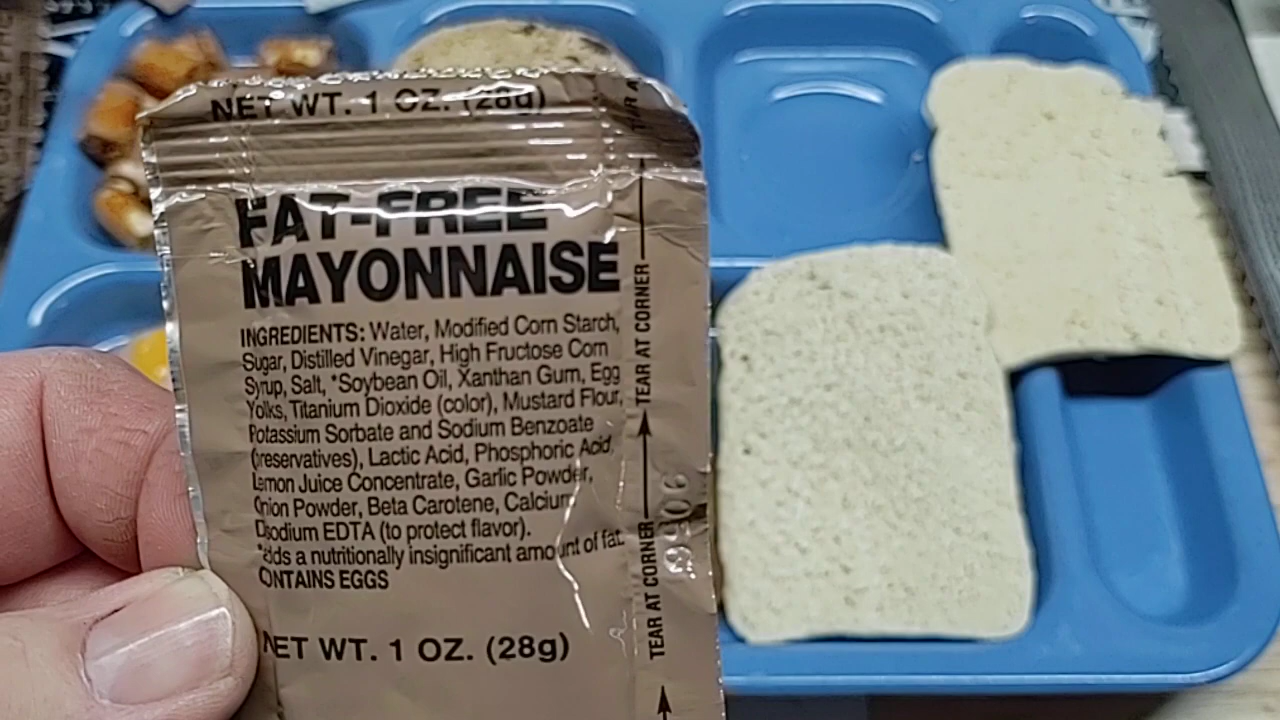 NET WT. 1 OZ. (28g)
FAT-FREE
MAYONNAISE
INGREDIENTS: Water, Modified Corn Starch,
Sugar, Distilled Vinegar, High Fructose Corn
Syrup, Salt, *Soybean Oil, Xanthan Gum, Egg
Yolks, Titanium Dioxide (color), Mustard Flour,
Potassium Sorbate and Sodium Benzoate
(preservatives), Lactic Acid, Phosphoric Acid,
Lemon Juice Concentrate, Garlic Powder,
Onion Powder, Beta Carotene, Calcium
Disodium EDTA (to protect flavor).
*adds a nutritionally insignificant amount of fat.
CONTAINS EGGS
NET WT. 1 OZ. (28g)
TEAR AT CORNER
TEAR AT CORNER
TEAR A